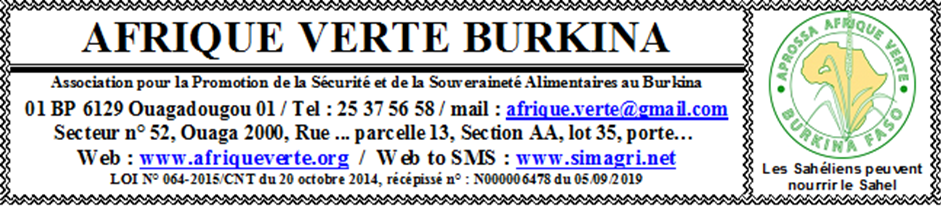 AFRIQUE VERTE BURKINA
Association pour la Promotion de la Sécurité et de la Souveraineté Alimentaires au Burkina
01 BP 6129 Ouagadougou 01 / Tel : 25 37 56 58 / mail : afrique.verte@gmail.com
Secteur n° 52, Ouaga 2000, Rue ... parcelle 13, Section AA, lot 35, porte…
Web : www.afriqueverte.org / Web to SMS : www.simagri.net
LOI N° 064-2015/CNT du 20 octobre 2014, récépissé n° : N000006478 du 05/09/2019
APROSSA AFRIQUE VERTE
BURKINA FASO
Les Sahéliens peuvent
nourrir le Sahel